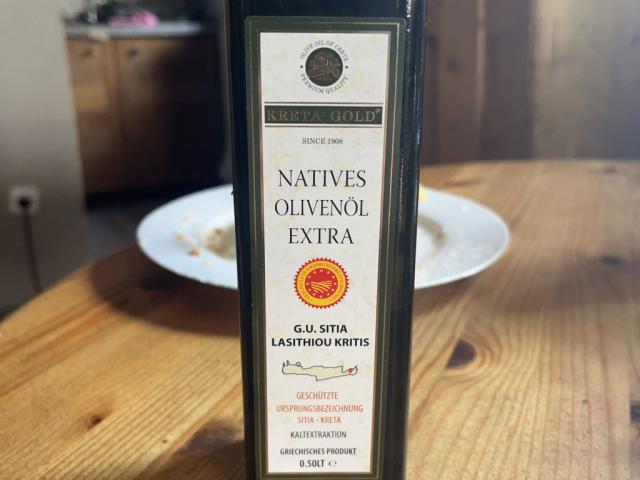 OLIVE OIL OF CRETE
PREMIUM QUALITY
KRETA GOLD
SINCE 1908
NATIVES
OLIVENÖL
EXTRA
G.U. SITIA
LASITHIOU KRITIS
GESCHÜTZTE
URSPRUNGSBEZEICHNUNG
SITIA - KRETA
KALTEXTRAKTION
GRIECHISCHES PRODUKT
0.50LT ℮